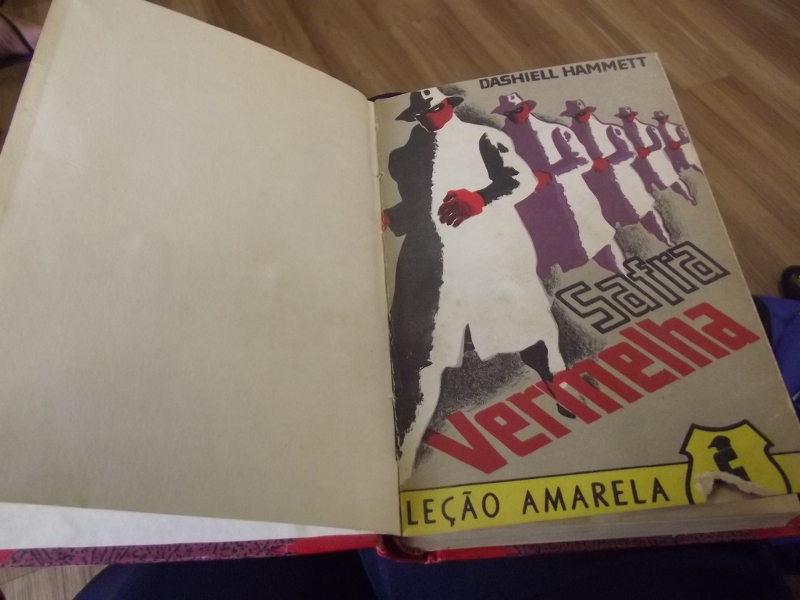 DASHIELL HAMMETT
Safra
Vermelha
LEÇÃO AMARELA